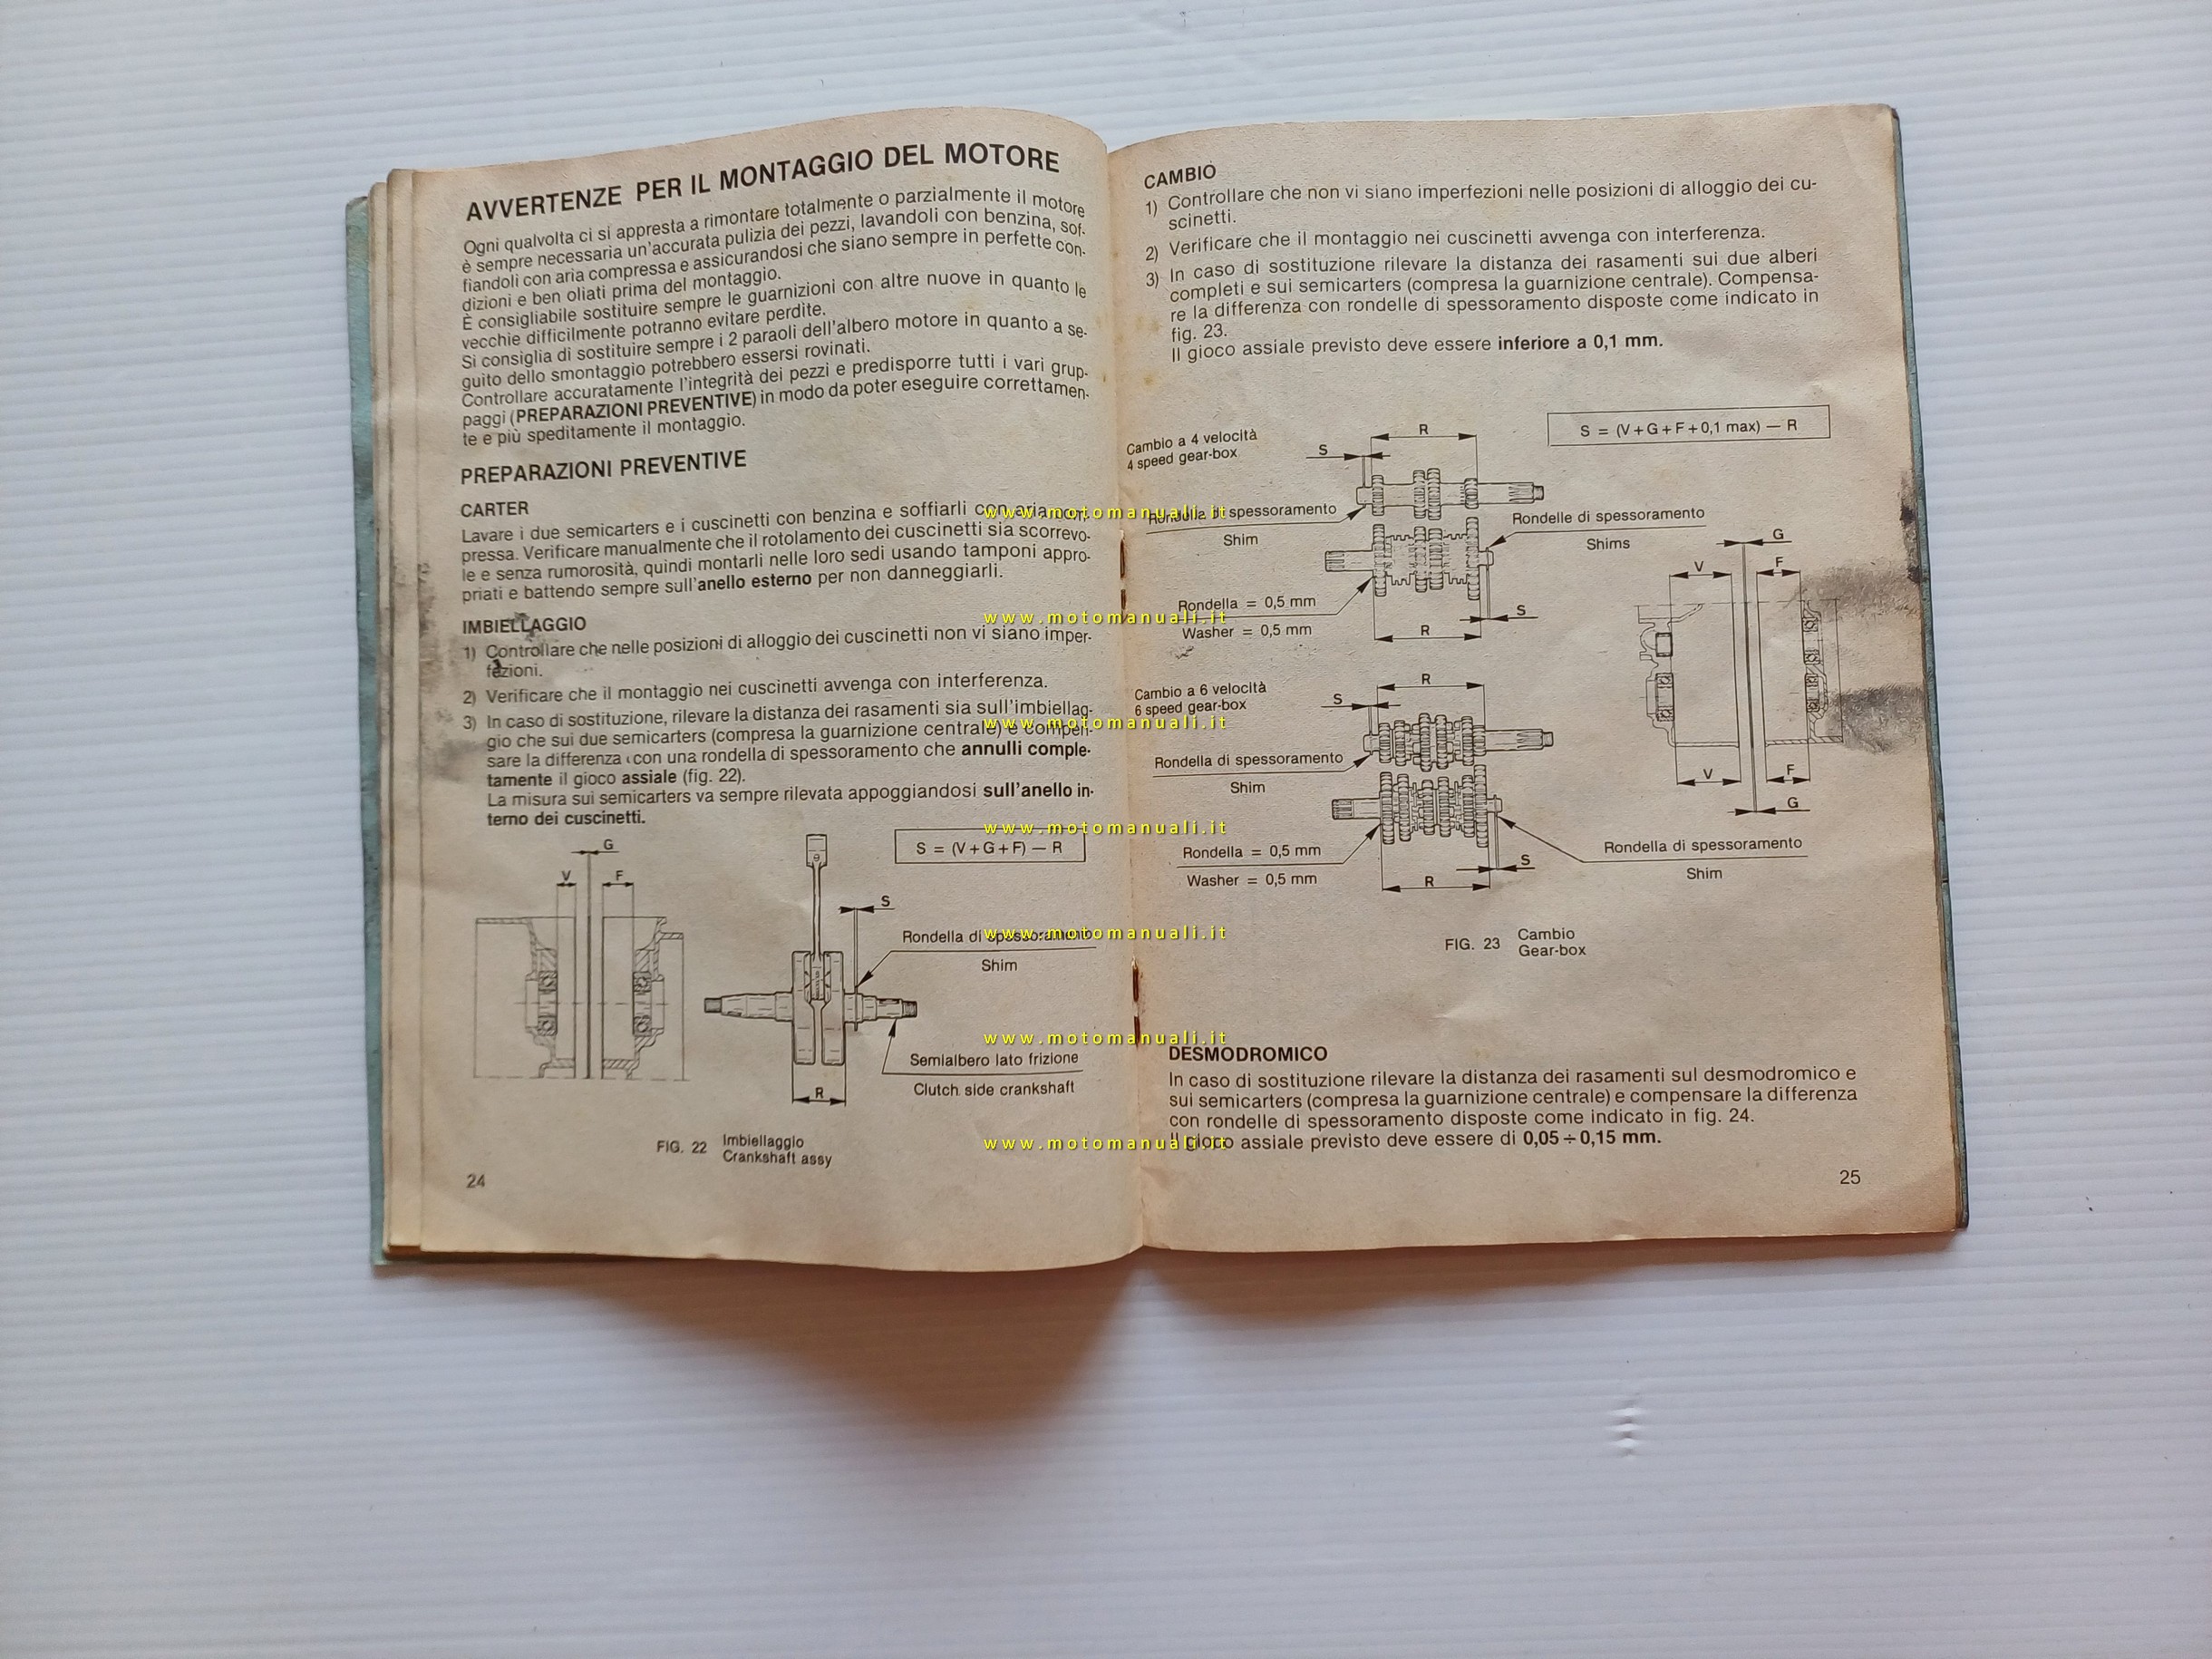 AVVERTENZE PER IL MONTAGGIO DEL MOTORE
Ogni qualvolta ci si appresta a rimontare totalmente o parzialmente il motore
è sempre necessaria un'accurata pulizia dei pezzi, lavandoli con benzina, sof-
fiandoli con aria compressa e assicurandosi che siano sempre in perfette con-
dizioni e ben oliati prima del montaggio.
È consigliabile sostituire sempre le guarnizioni con altre nuove in quanto le
vecchie difficilmente potranno evitare perdite.
Si consiglia di sostituire sempre i 2 paraoli dell'albero motore in quanto a se-
guito dello smontaggio potrebbero essersi rovinati.
Controllare accuratamente l'integrità dei pezzi e predisporre tutti i vari grup-
paggi (PREPARAZIONI PREVENTIVE) in modo da poter eseguire correttamen-
te e più speditamente il montaggio.
PREPARAZIONI PREVENTIVE
CARTER
Lavare i due semicarters e i cuscinetti con benzina e soffiarli con aria com-
pressa. Verificare manualmente che il rotolamento dei cuscinetti sia scorrevo-
le e senza rumorosità, quindi montarli nelle loro sedi usando tamponi appro-
priati e battendo sempre sull'anello esterno per non danneggiarli.
IMBIELLAGGIO
1) Controllare che nelle posizioni di alloggio dei cuscinetti non vi siano imper-
fezioni.
2) Verificare che il montaggio nei cuscinetti avvenga con interferenza.
3) In caso di sostituzione, rilevare la distanza dei rasamenti sia sull'imbiellag-
gio che sui due semicarters (compresa la guarnizione centrale) e compen-
sare la differenza con una rondella di spessoramento che annulli comple-
tamente il gioco assiale (fig. 22).
La misura sui semicarters va sempre rilevata appoggiandosi sull'anello in-
terno dei cuscinetti.
G
V F
S = (V+G+F) — R
S
Rondella di spessoramento
Shim
Semialbero lato frizione
Clutch side crankshaft
R
FIG. 22 Imbiellaggio
Crankshaft assy
24
CAMBIO
1) Controllare che non vi siano imperfezioni nelle posizioni di alloggio dei cu-
scinetti.
2) Verificare che il montaggio nei cuscinetti avvenga con interferenza.
3) In caso di sostituzione rilevare la distanza dei rasamenti sui due alberi
completi e sui semicarters (compresa la guarnizione centrale). Compensa-
re la differenza con rondelle di spessoramento disposte come indicato in
fig. 23.
Il gioco assiale previsto deve essere inferiore a 0,1 mm.
S = (V+G+F+0,1 max) — R
Cambio a 4 velocità
4 speed gear-box
S R
Rondelle di spessoramento
Shim
Rondelle di spessoramento
Shims
Rondella = 0,5 mm
Washer = 0,5 mm
R S
G
V F
Cambio a 6 velocità
6 speed gear-box
S R
Rondella di spessoramento
Shim
Rondella = 0,5 mm
Washer = 0,5 mm
R S
V F
G
Rondella di spessoramento
Shim
FIG. 23 Cambio
Gear-box
DESMODROMICO
In caso di sostituzione rilevare la distanza dei rasamenti sul desmodromico e
sui semicarters (compresa la guarnizione centrale) e compensare la differenza
con rondelle di spessoramento disposte come indicato in fig. 24.
Il gioco assiale previsto deve essere di 0,05÷0,15 mm.
25
www.motomanuali.it
www.motomanuali.it
www.motomanuali.it
www.motomanuali.it
www.motomanuali.it
www.motomanuali.it
www.motomanuali.it